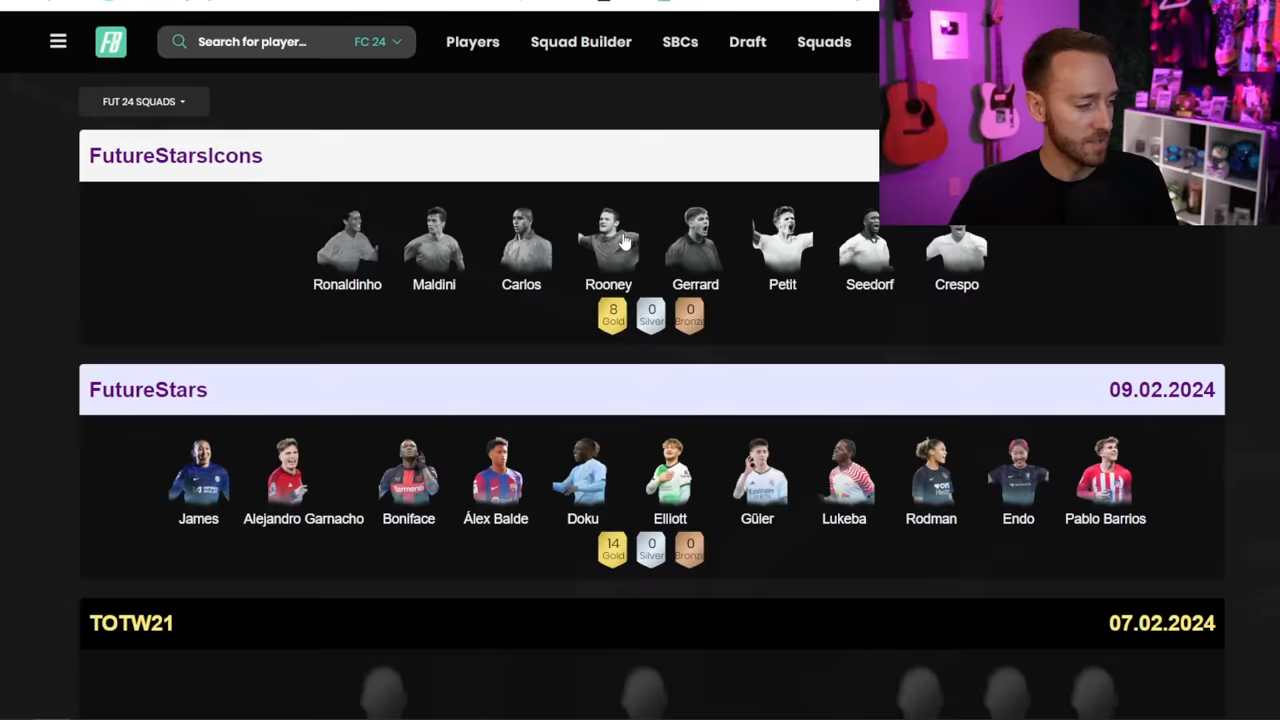 FB
Search for player...
FC 24
Players
Squad Builder
SBCs
Draft
Squads
FUT 24 SQUADS
FutureStarsIcons
Ronaldinho
Maldini
Carlos
Rooney
Gerrard
Petit
Seedorf
Crespo
8
Gold
0
Silver
0
Bronze
FutureStars
09.02.2024
James
Alejandro Garnacho
Boniface
Álex Balde
Doku
Elliott
Güler
Lukeba
Rodman
Endo
Pablo Barrios
14
Gold
0
Silver
0
Bronze
TOTW21
07.02.2024